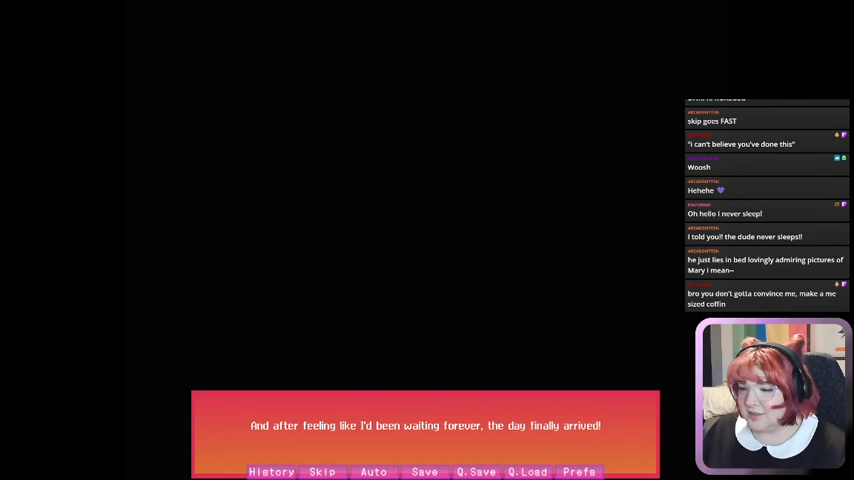 skip goes FAST
"i can't believe you've done this"
Woosh
Hehehe 💜
Oh hello I never sleep!
I told you!! the dude never sleeps!!
he just lies in bed lovingly admiring pictures of
Mary I mean—
bro you don't gotta convince me, make a me
sized coffin
And after feeling like I'd been waiting forever, the day finally arrived!
History Skip Auto Save Q.Save Q.Load Prefs